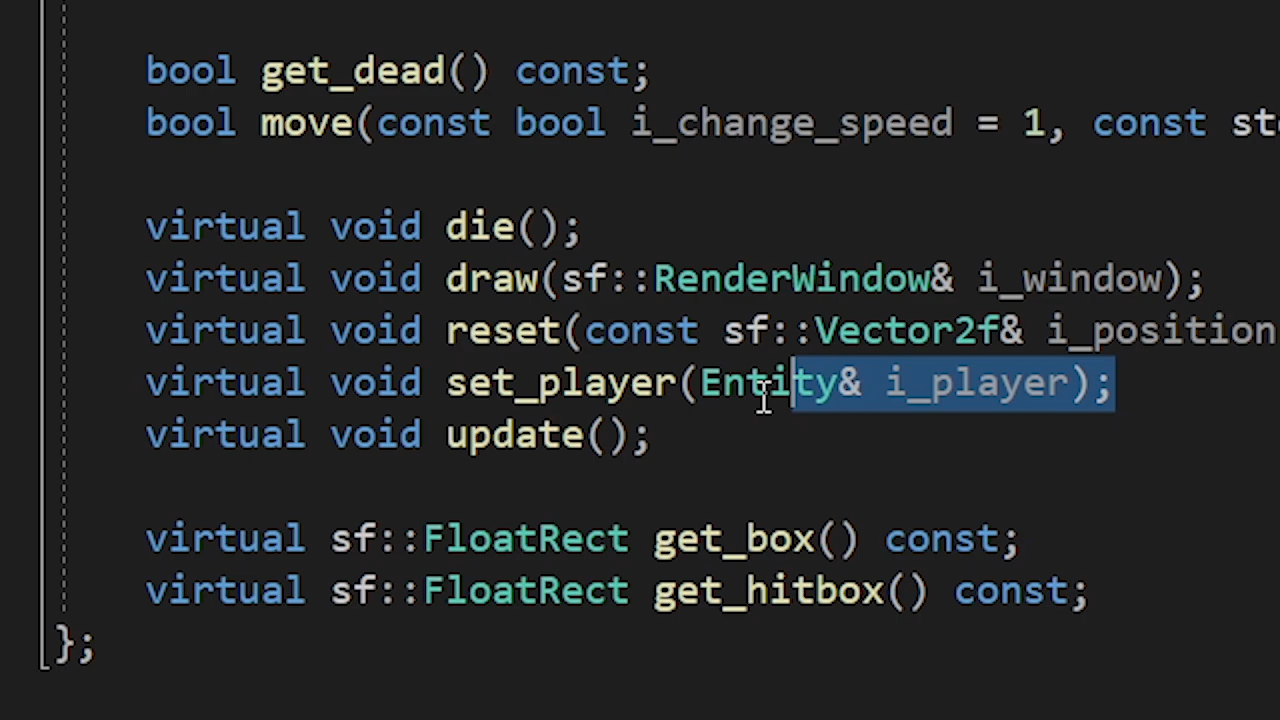 bool get_dead() const;
bool move(const bool i_change_speed = 1, const st
virtual void die();
virtual void draw(sf::RenderWindow& i_window);
virtual void reset(const sf::Vector2f& i_position
virtual void set_player(Entity& i_player);
virtual void update();
virtual sf::FloatRect get_box() const;
virtual sf::FloatRect get_hitbox() const;
};